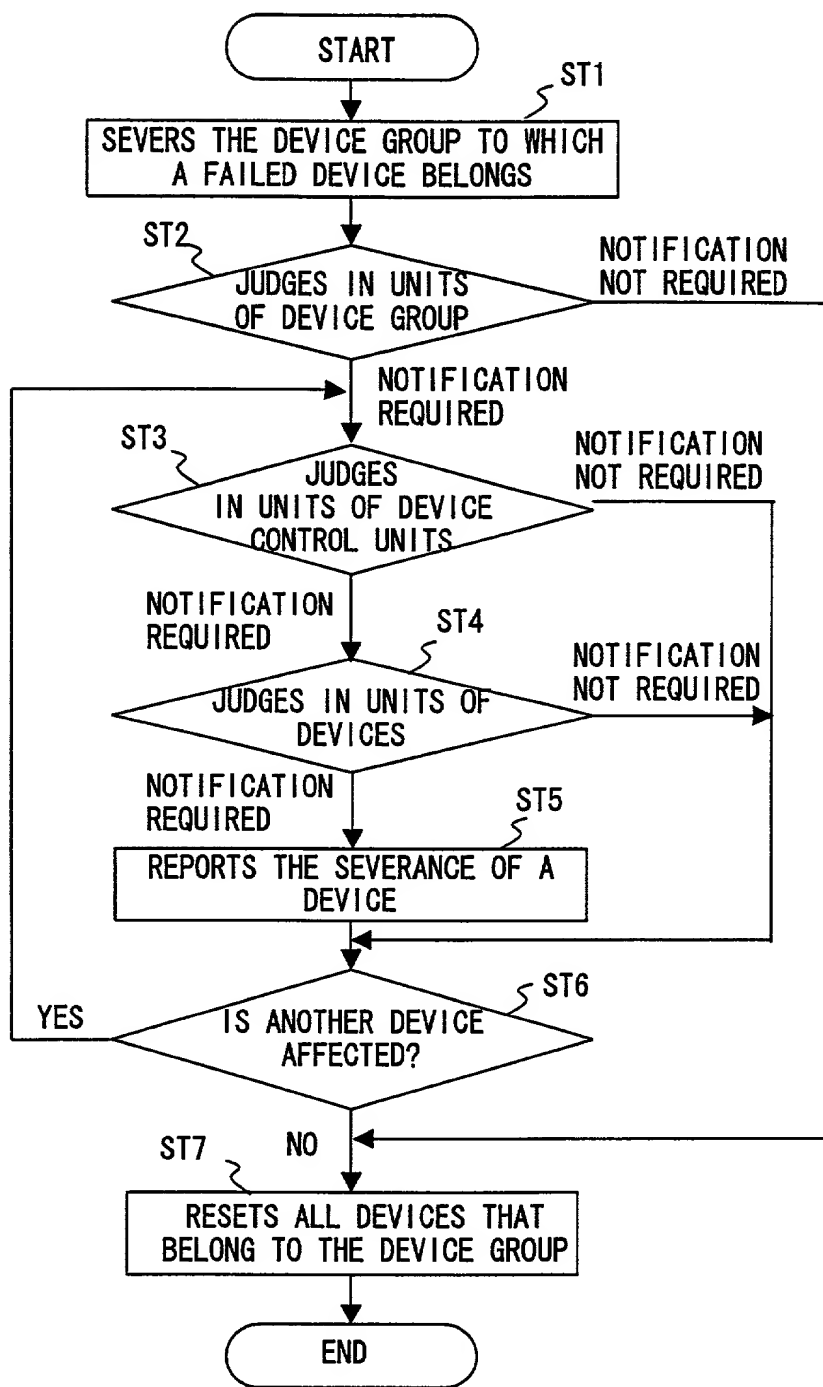 START
ST1
SEVERS THE DEVICE GROUP TO WHICH
A FAILED DEVICE BELONGS
ST2
JUDGES IN UNITS
OF DEVICE GROUP
NOTIFICATION
NOT REQUIRED
NOTIFICATION
REQUIRED
ST3
JUDGES
IN UNITS OF DEVICE
CONTROL UNITS
NOTIFICATION
NOT REQUIRED
NOTIFICATION
REQUIRED
ST4
JUDGES IN UNITS OF
DEVICES
NOTIFICATION
NOT REQUIRED
NOTIFICATION
REQUIRED
ST5
REPORTS THE SEVERANCE OF A
DEVICE
ST6
YES
IS ANOTHER DEVICE
AFFECTED?
NO
ST7
RESETS ALL DEVICES THAT
BELONG TO THE DEVICE GROUP
END